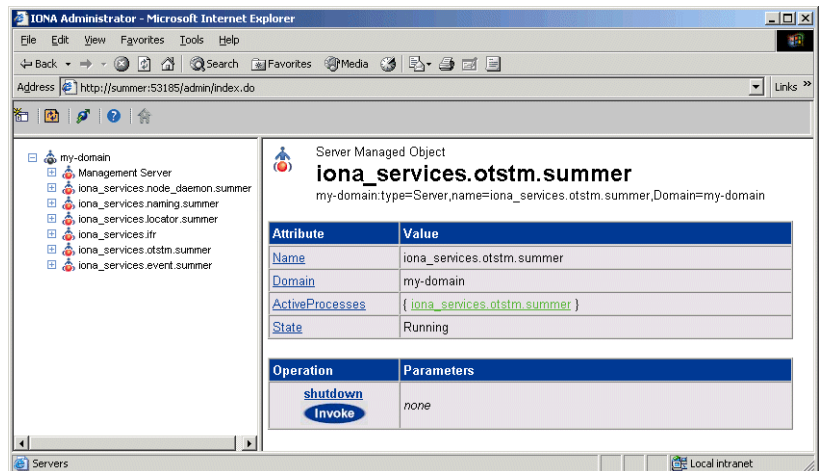 IONA Administrator - Microsoft Internet Explorer
File Edit View Favorites Tools Help
Back Search Favorites Media
Address http://summer:53185/admin/index.do Links »
my-domain
Management Server
iona_services.node_daemon.summer
iona_services.naming.summer
iona_services.locator.summer
iona_services.ifr
iona_services.otstm.summer
iona_services.event.summer
Server Managed Object
iona_services.otstm.summer
my-domain:type=Server,name=iona_services.otstm.summer,Domain=my-domain
Attribute Value
Name iona_services.otstm.summer
Domain my-domain
ActiveProcesses { iona_services.otstm.summer }
State Running
Operation Parameters
shutdown
Invoke none
Servers Local intranet